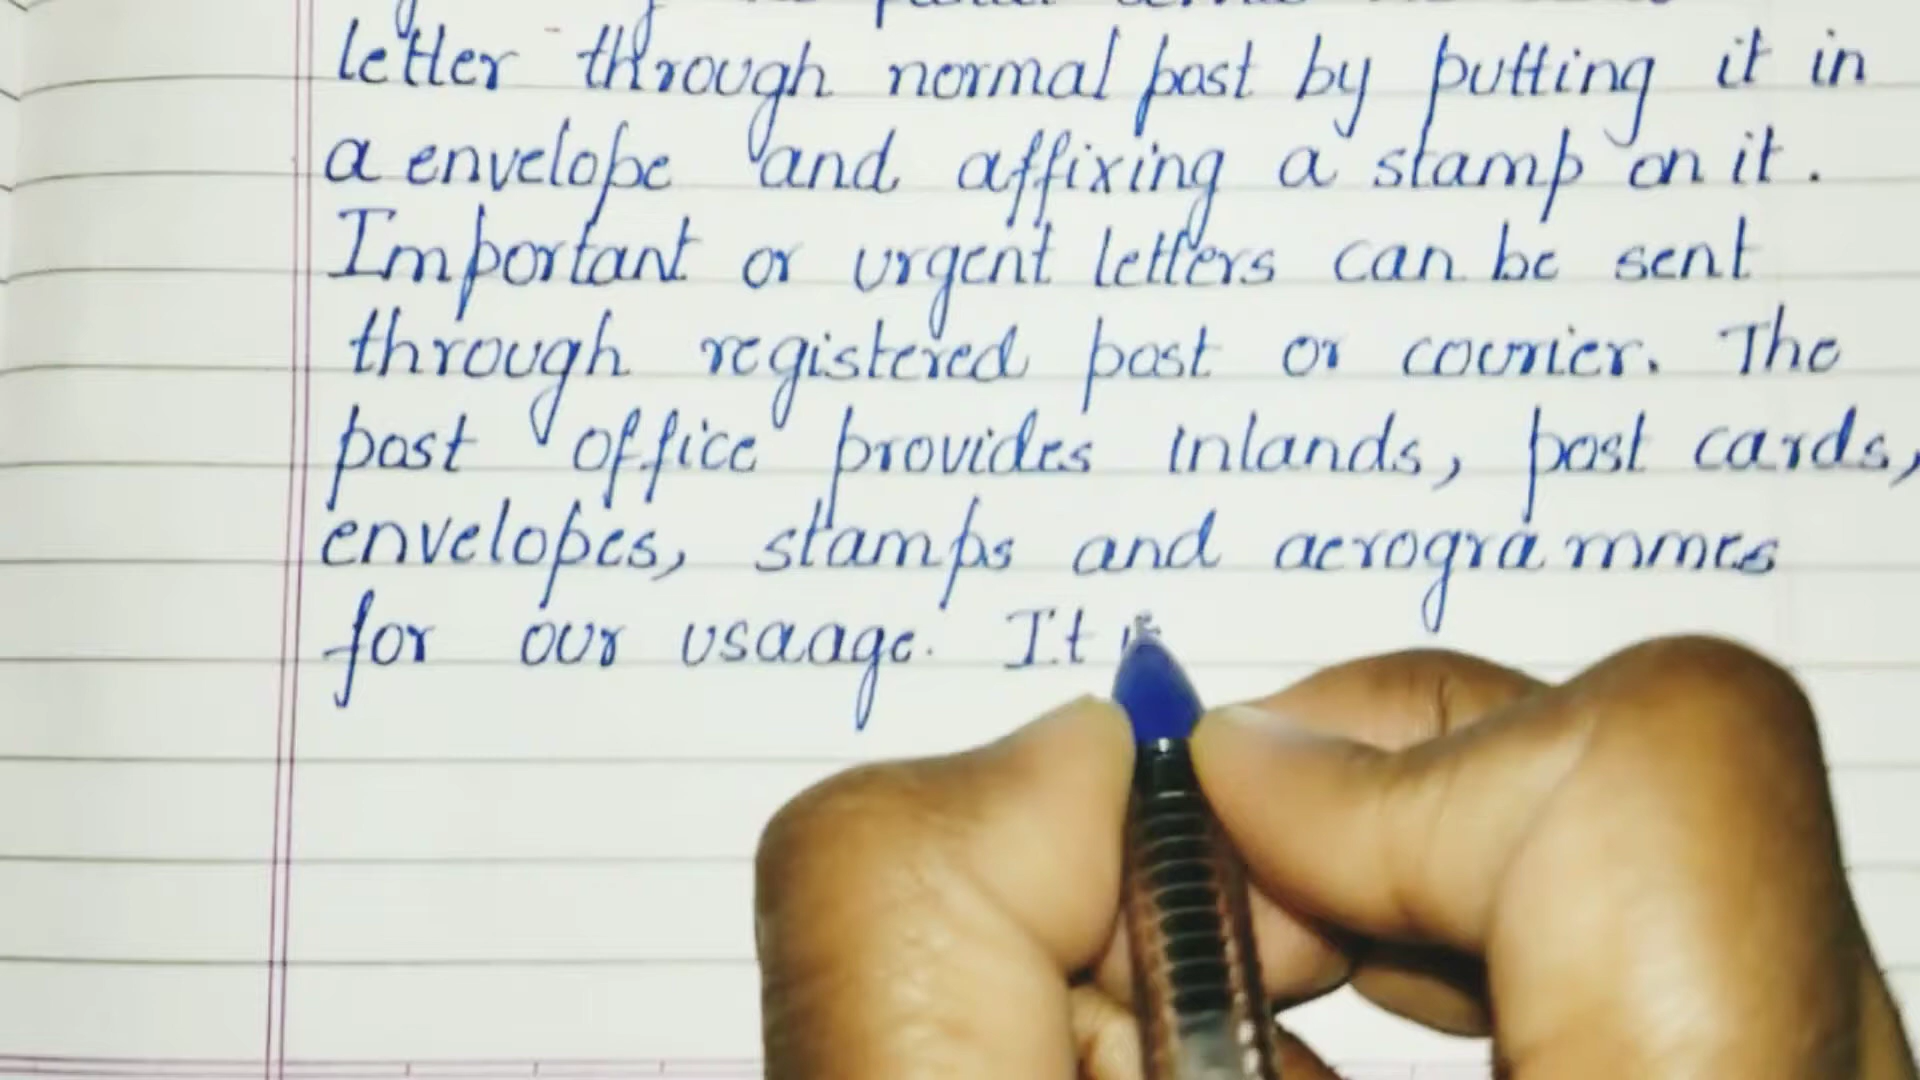 letter through normal post by putting it in
a envelope and affixing a stamp on it.
Important or urgent letters can be sent
through registered post or courier. The
post office provides inlands, post cards,
envelopes, stamps and aerogrammes
for our usaage. It